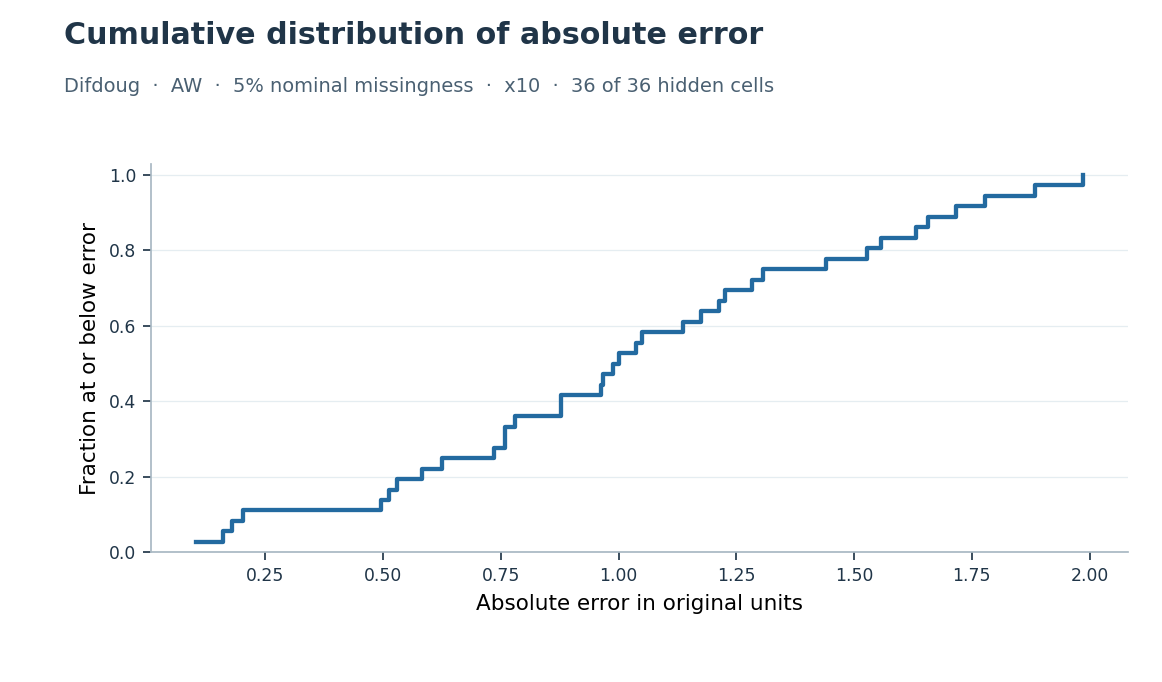 Cumulative distribution of absolute error
Difdoug · AW · 5% nominal missingness · x10 · 36 of 36 hidden cells
Fraction at or below error
1.0
0.8
0.6
0.4
0.2
0.0
0.25 0.50 0.75 1.00 1.25 1.50 1.75 2.00
Absolute error in original units